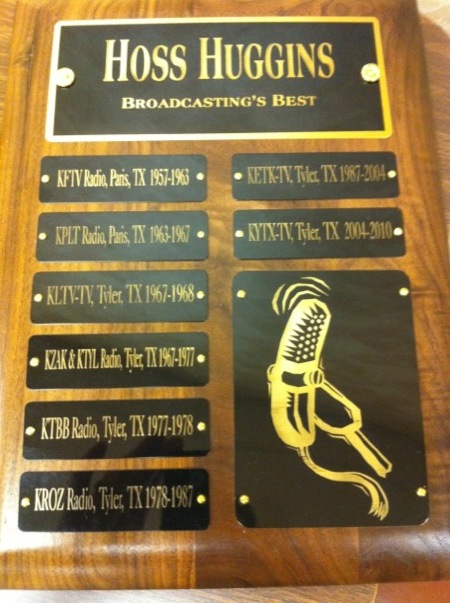 HOSS HUGGINS
BROADCASTING'S BEST
KFTV Radio, Paris, TX 1957-1963
KPLT Radio, Paris, TX 1963-1967
KLTV-TV, Tyler, TX 1967-1968
KZAK & KTYL Radio, Tyler, TX 1967-1977
KTBB Radio, Tyler, TX 1977-1978
KROZ Radio, Tyler, TX 1978-1987
KETK-TV, Tyler, TX 1987-2004
KYTX-TV, Tyler, TX 2004-2010